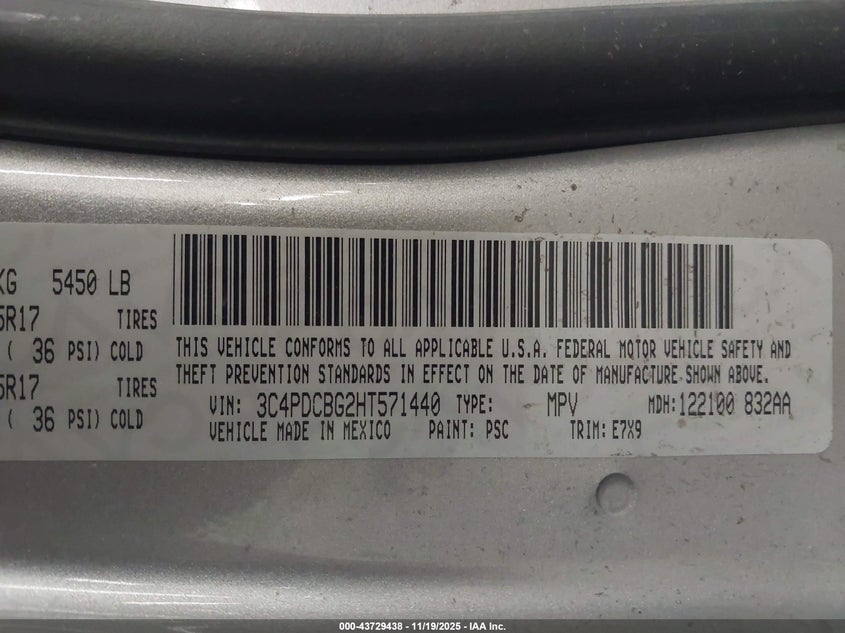 KG 5450 LB
5R17 TIRES
( 36 PSI) COLD
5R17 TIRES
( 36 PSI) COLD
THIS VEHICLE CONFORMS TO ALL APPLICABLE U.S.A. FEDERAL MOTOR VEHICLE SAFETY AND
THEFT PREVENTION STANDARDS IN EFFECT ON THE DATE OF MANUFACTURE SHOWN ABOVE.
VIN: 3C4PDCBG2HT571440 TYPE: MPV MDH:122100 832AA
VEHICLE MADE IN MEXICO PAINT: PSC TRIM: E7X9
000-43729438 - 11/19/2025 - IAA Inc.